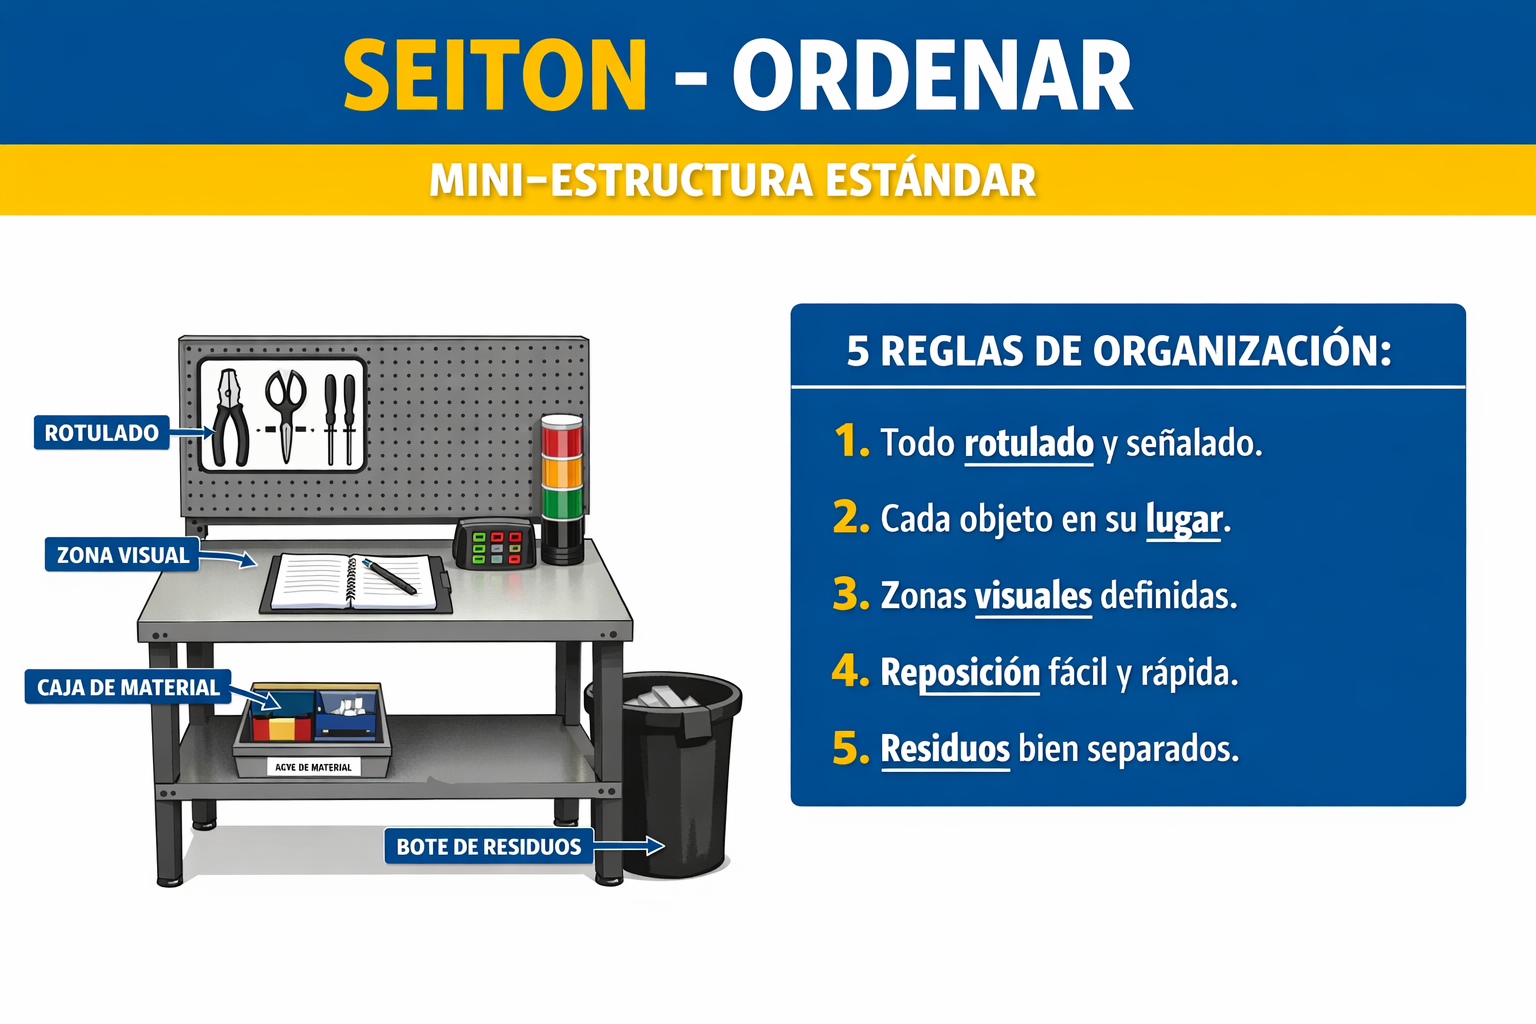 SEITON - ORDENAR
MINI-ESTRUCTURA ESTÁNDAR
ROTULADO
ZONA VISUAL
CAJA DE MATERIAL
ACVE DE MATERIAL
BOTE DE RESIDUOS
5 REGLAS DE ORGANIZACIÓN:
1. Todo rotulado y señalado.
2. Cada objeto en su lugar.
3. Zonas visuales definidas.
4. Reposición fácil y rápida.
5. Residuos bien separados.